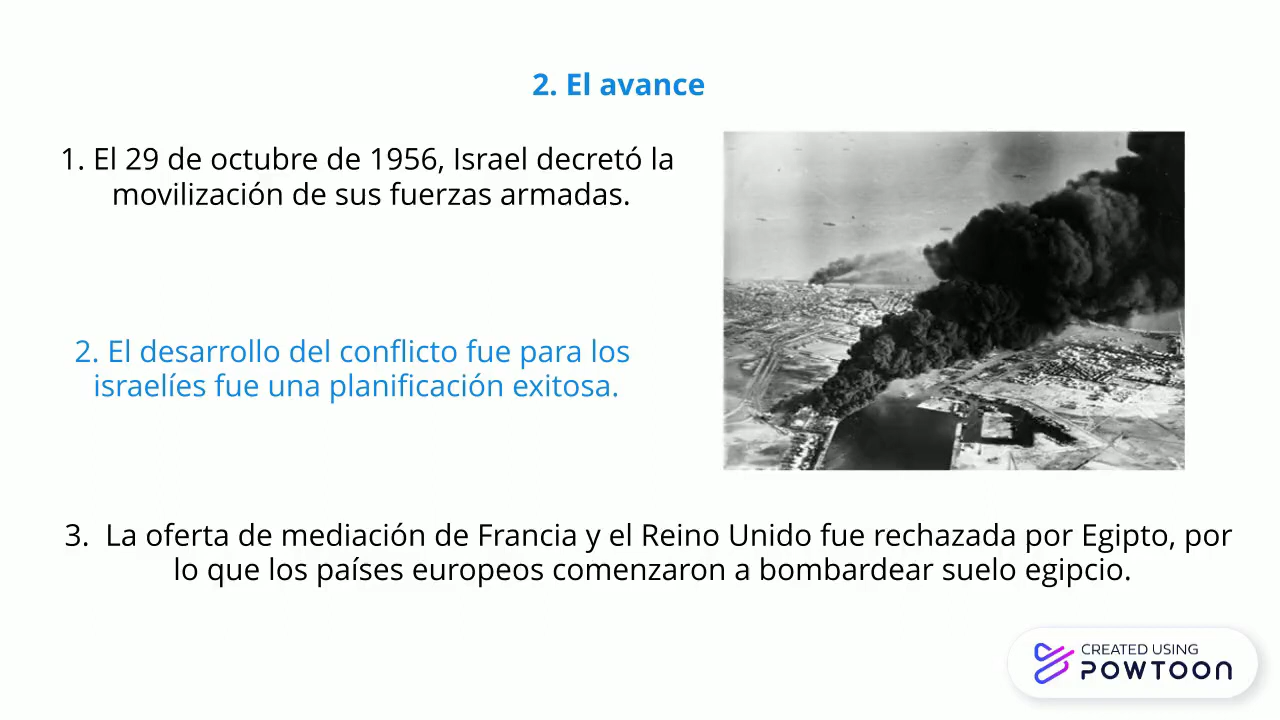 2. El avance
1. El 29 de octubre de 1956, Israel decretó la
movilización de sus fuerzas armadas.
2. El desarrollo del conflicto fue para los
israelíes fue una planificación exitosa.
3. La oferta de mediación de Francia y el Reino Unido fue rechazada por Egipto, por
lo que los países europeos comenzaron a bombardear suelo egipcio.
CREATED USING
POWTOON